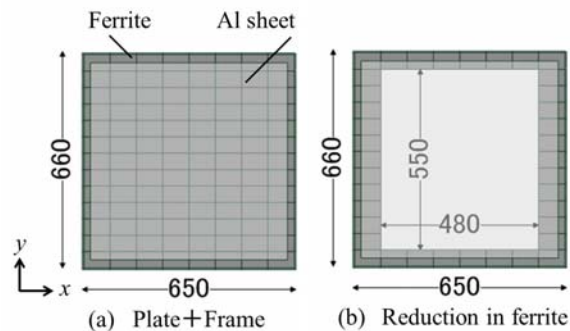 Ferrite
Al sheet
660
650
y
x
(a) Plate+Frame
660
550
480
650
(b) Reduction in ferrite